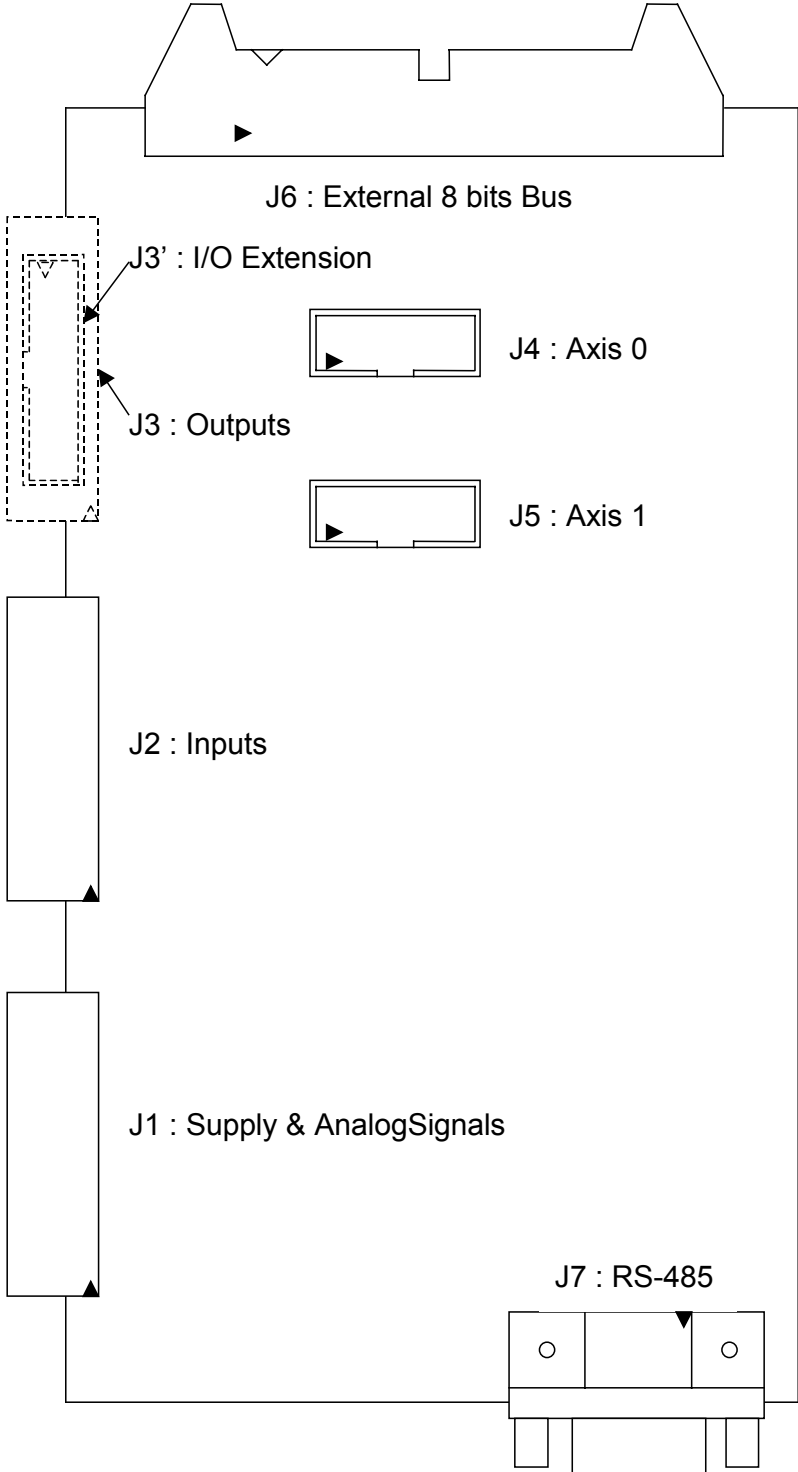 J6 : External 8 bits Bus
J3’ : I/O Extension
J4 : Axis 0
J3 : Outputs
J5 : Axis 1
J2 : Inputs
J1 : Supply & AnalogSignals
J7 : RS-485